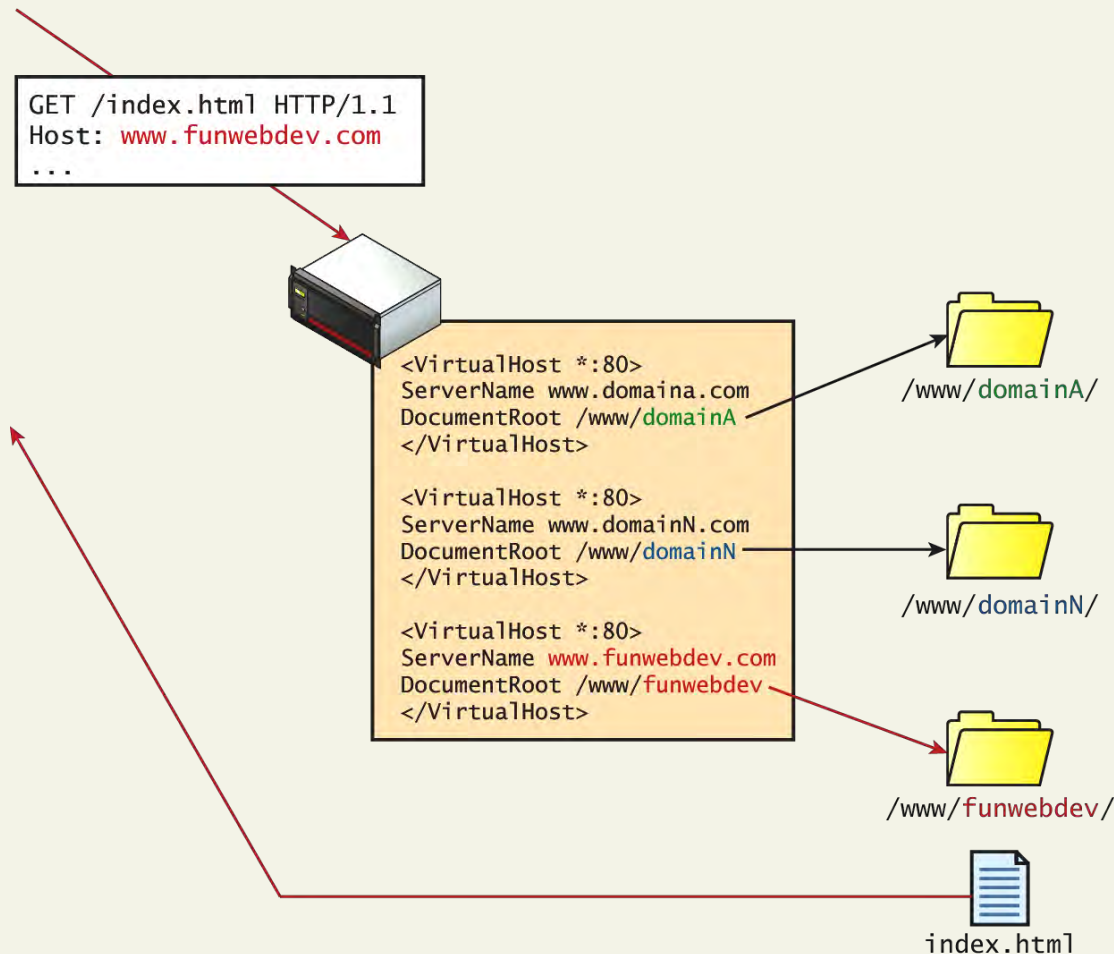 GET /index.html HTTP/1.1
Host: www.funwebdev.com
...
<VirtualHost *:80>
ServerName www.domaina.com
DocumentRoot /www/domainA
</VirtualHost>
<VirtualHost *:80>
ServerName www.domainN.com
DocumentRoot /www/domainN
</VirtualHost>
<VirtualHost *:80>
ServerName www.funwebdev.com
DocumentRoot /www/funwebdev
</VirtualHost>
/www/domainA/
/www/domainN/
/www/funwebdev/
index.html